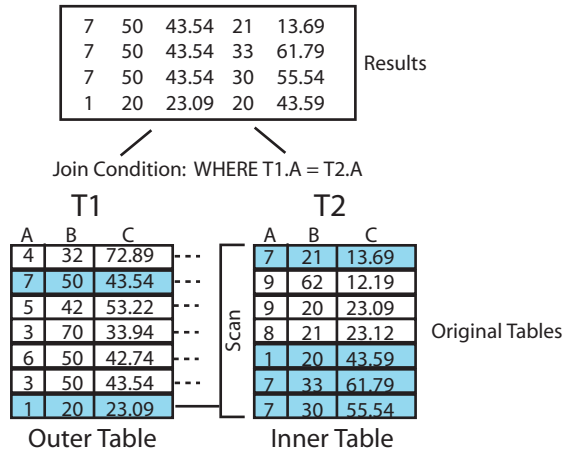 7 50 43.54 21 13.69
7 50 43.54 33 61.79
7 50 43.54 30 55.54
1 20 23.09 20 43.59
Results
Join Condition: WHERE T1.A = T2.A
T1
A B C
4 32 72.89
7 50 43.54
5 42 53.22
3 70 33.94
6 50 42.74
3 50 43.54
1 20 23.09
Outer Table
Scan
T2
A B C
7 21 13.69
9 62 12.19
9 20 23.09
8 21 23.12
1 20 43.59
7 33 61.79
7 30 55.54
Inner Table
Original Tables